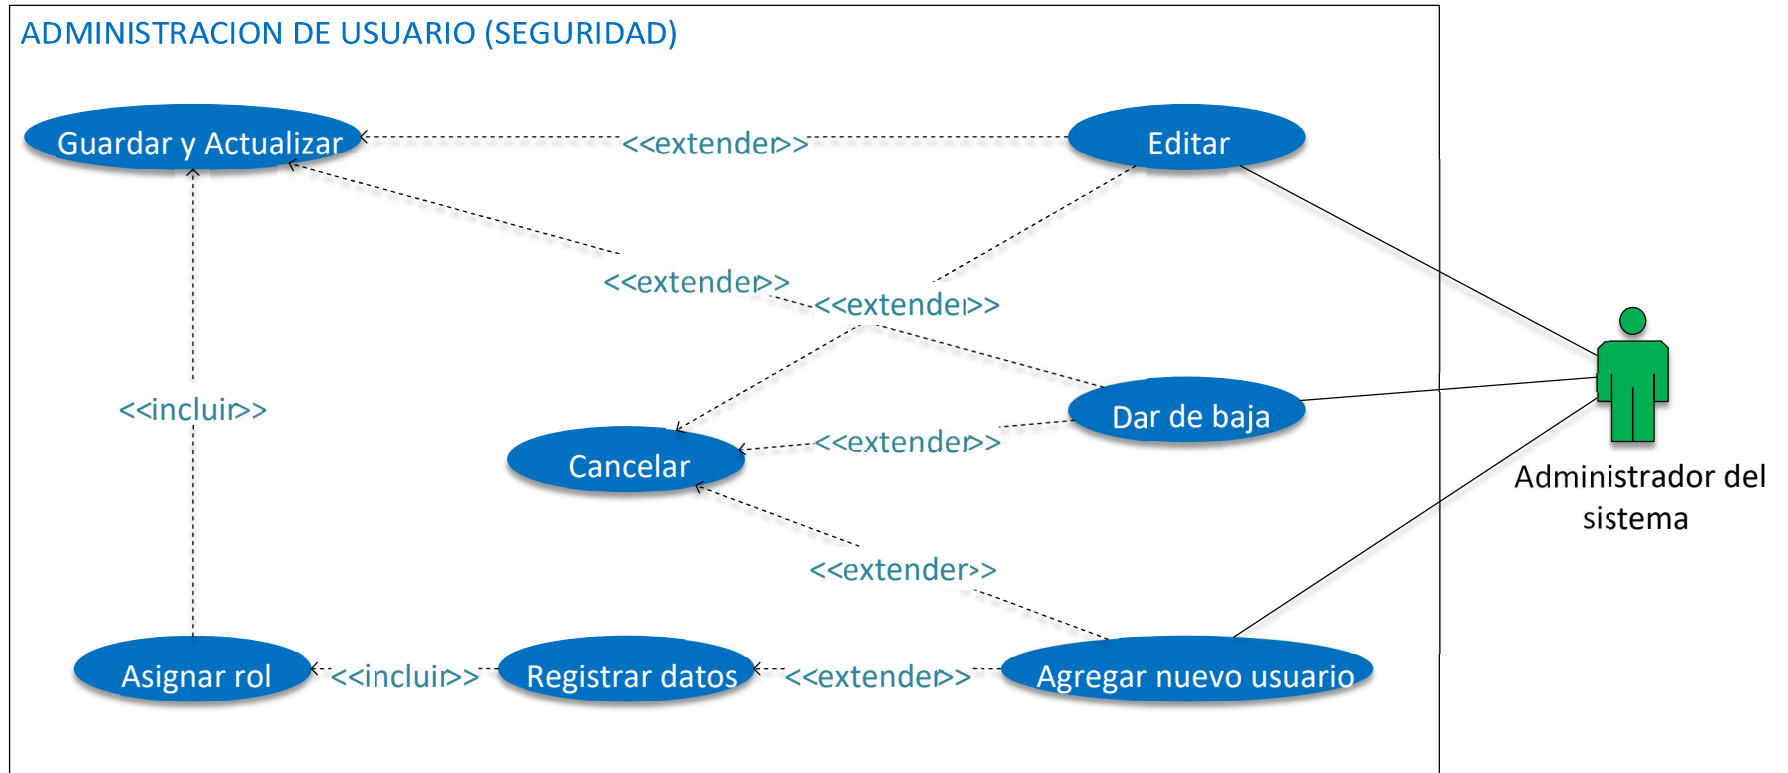 ADMINISTRACION DE USUARIO (SEGURIDAD)
Guardar y Actualizar
<<extender>>
Editar
<<extender>>
<<extender>>
<<incluir>>
Dar de baja
<<extender>>
Cancelar
Administrador del
sistema
<<extender>>
Asignar rol
<<incluir>>
Registrar datos
<<extender>>
Agregar nuevo usuario